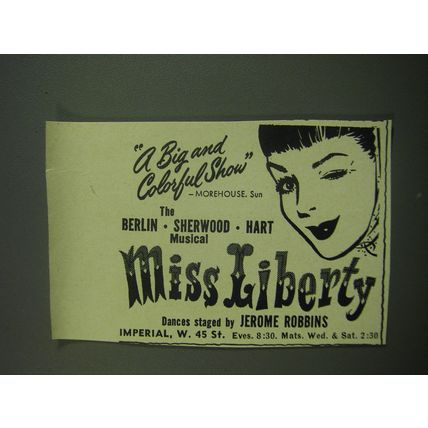 "A Big and
Colorful Show"
- MOREHOUSE, Sun
The
BERLIN • SHERWOOD • HART
Musical
Miss Liberty
Dances staged by JEROME ROBBINS
IMPERIAL, W. 45 St. Eves. 8:30. Mats. Wed. & Sat. 2:30